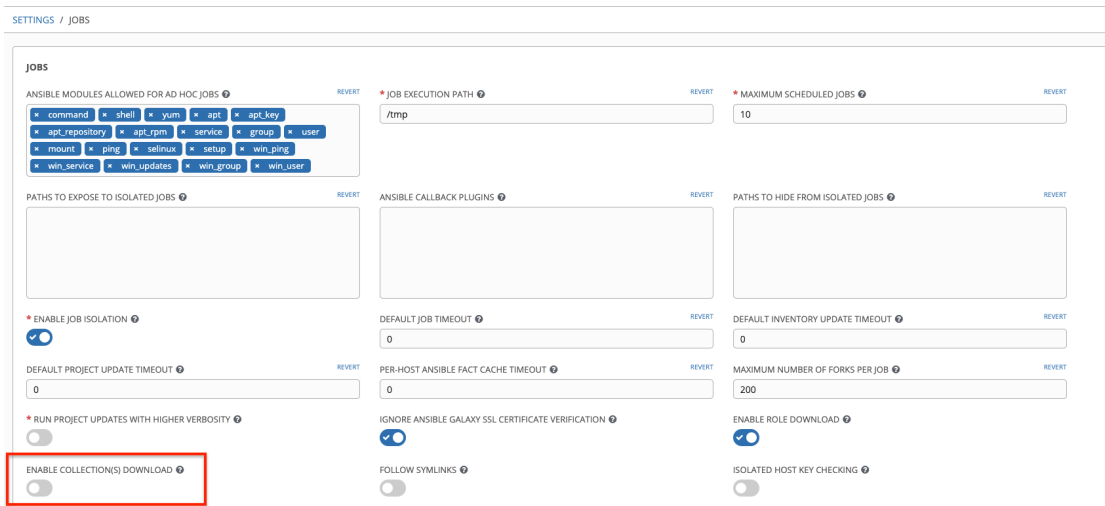 SETTINGS / JOBS
JOBS
ANSIBLE MODULES ALLOWED FOR AD HOC JOBS REVERT
× command × shell × yum × apt × apt_key
× apt_repository × apt_rpm × service × group × user
× mount × ping × selinux × setup × win_ping
× win_service × win_updates × win_group × win_user
* JOB EXECUTION PATH REVERT
/tmp
* MAXIMUM SCHEDULED JOBS REVERT
10
PATHS TO EXPOSE TO ISOLATED JOBS REVERT
ANSIBLE CALLBACK PLUGINS REVERT
PATHS TO HIDE FROM ISOLATED JOBS REVERT
* ENABLE JOB ISOLATION
DEFAULT JOB TIMEOUT REVERT
0
DEFAULT INVENTORY UPDATE TIMEOUT REVERT
0
DEFAULT PROJECT UPDATE TIMEOUT REVERT
0
PER-HOST ANSIBLE FACT CACHE TIMEOUT REVERT
0
MAXIMUM NUMBER OF FORKS PER JOB REVERT
200
* RUN PROJECT UPDATES WITH HIGHER VERBOSITY
IGNORE ANSIBLE GALAXY SSL CERTIFICATE VERIFICATION
ENABLE ROLE DOWNLOAD
ENABLE COLLECTION(S) DOWNLOAD
FOLLOW SYMLINKS
ISOLATED HOST KEY CHECKING